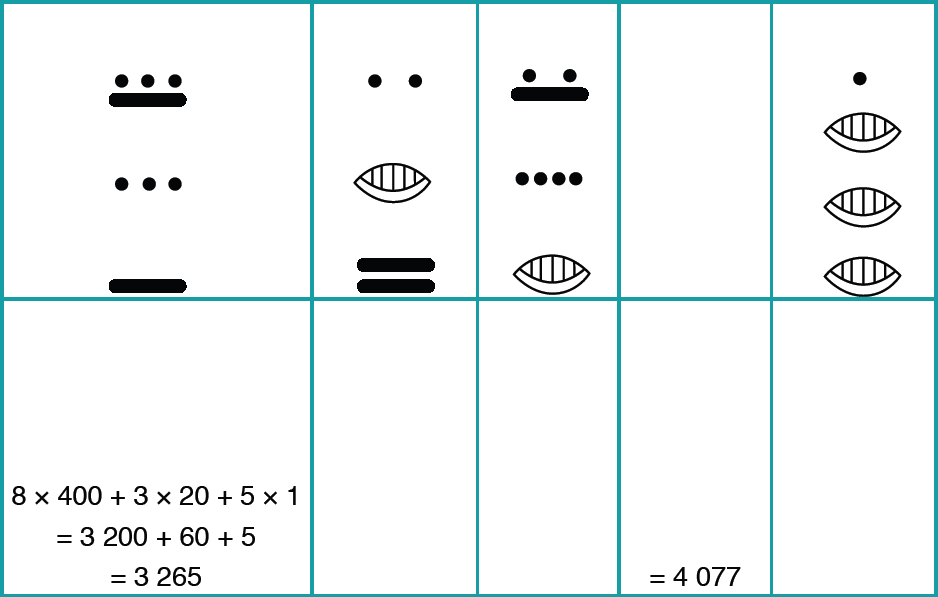 8 × 400 + 3 × 20 + 5 × 1
= 3 200 + 60 + 5
= 3 265
= 4 077